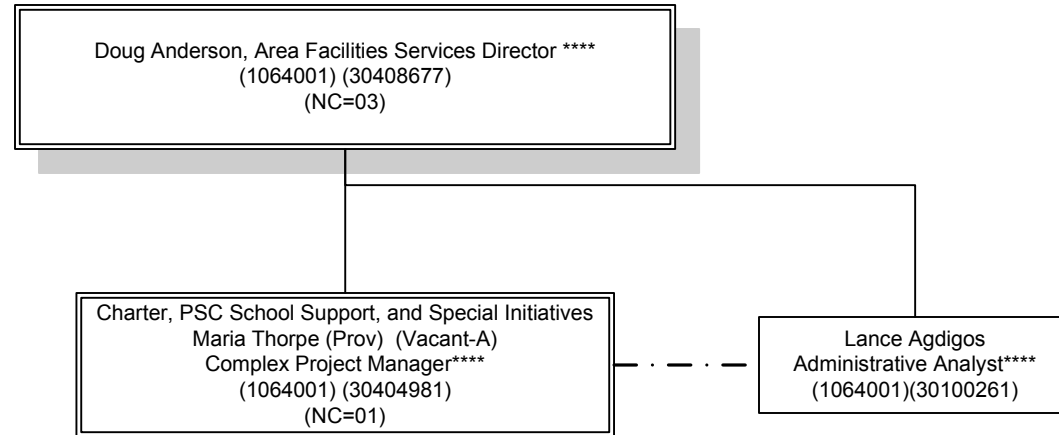 Doug Anderson, Area Facilities Services Director ****
(1064001) (30408677)
(NC=03)
Charter, PSC School Support, and Special Initiatives
Maria Thorpe (Prov)  (Vacant-A)
Complex Project Manager****
(1064001) (30404981)
(NC=01)
Lance Agdigos
Administrative Analyst****
(1064001)(30100261)